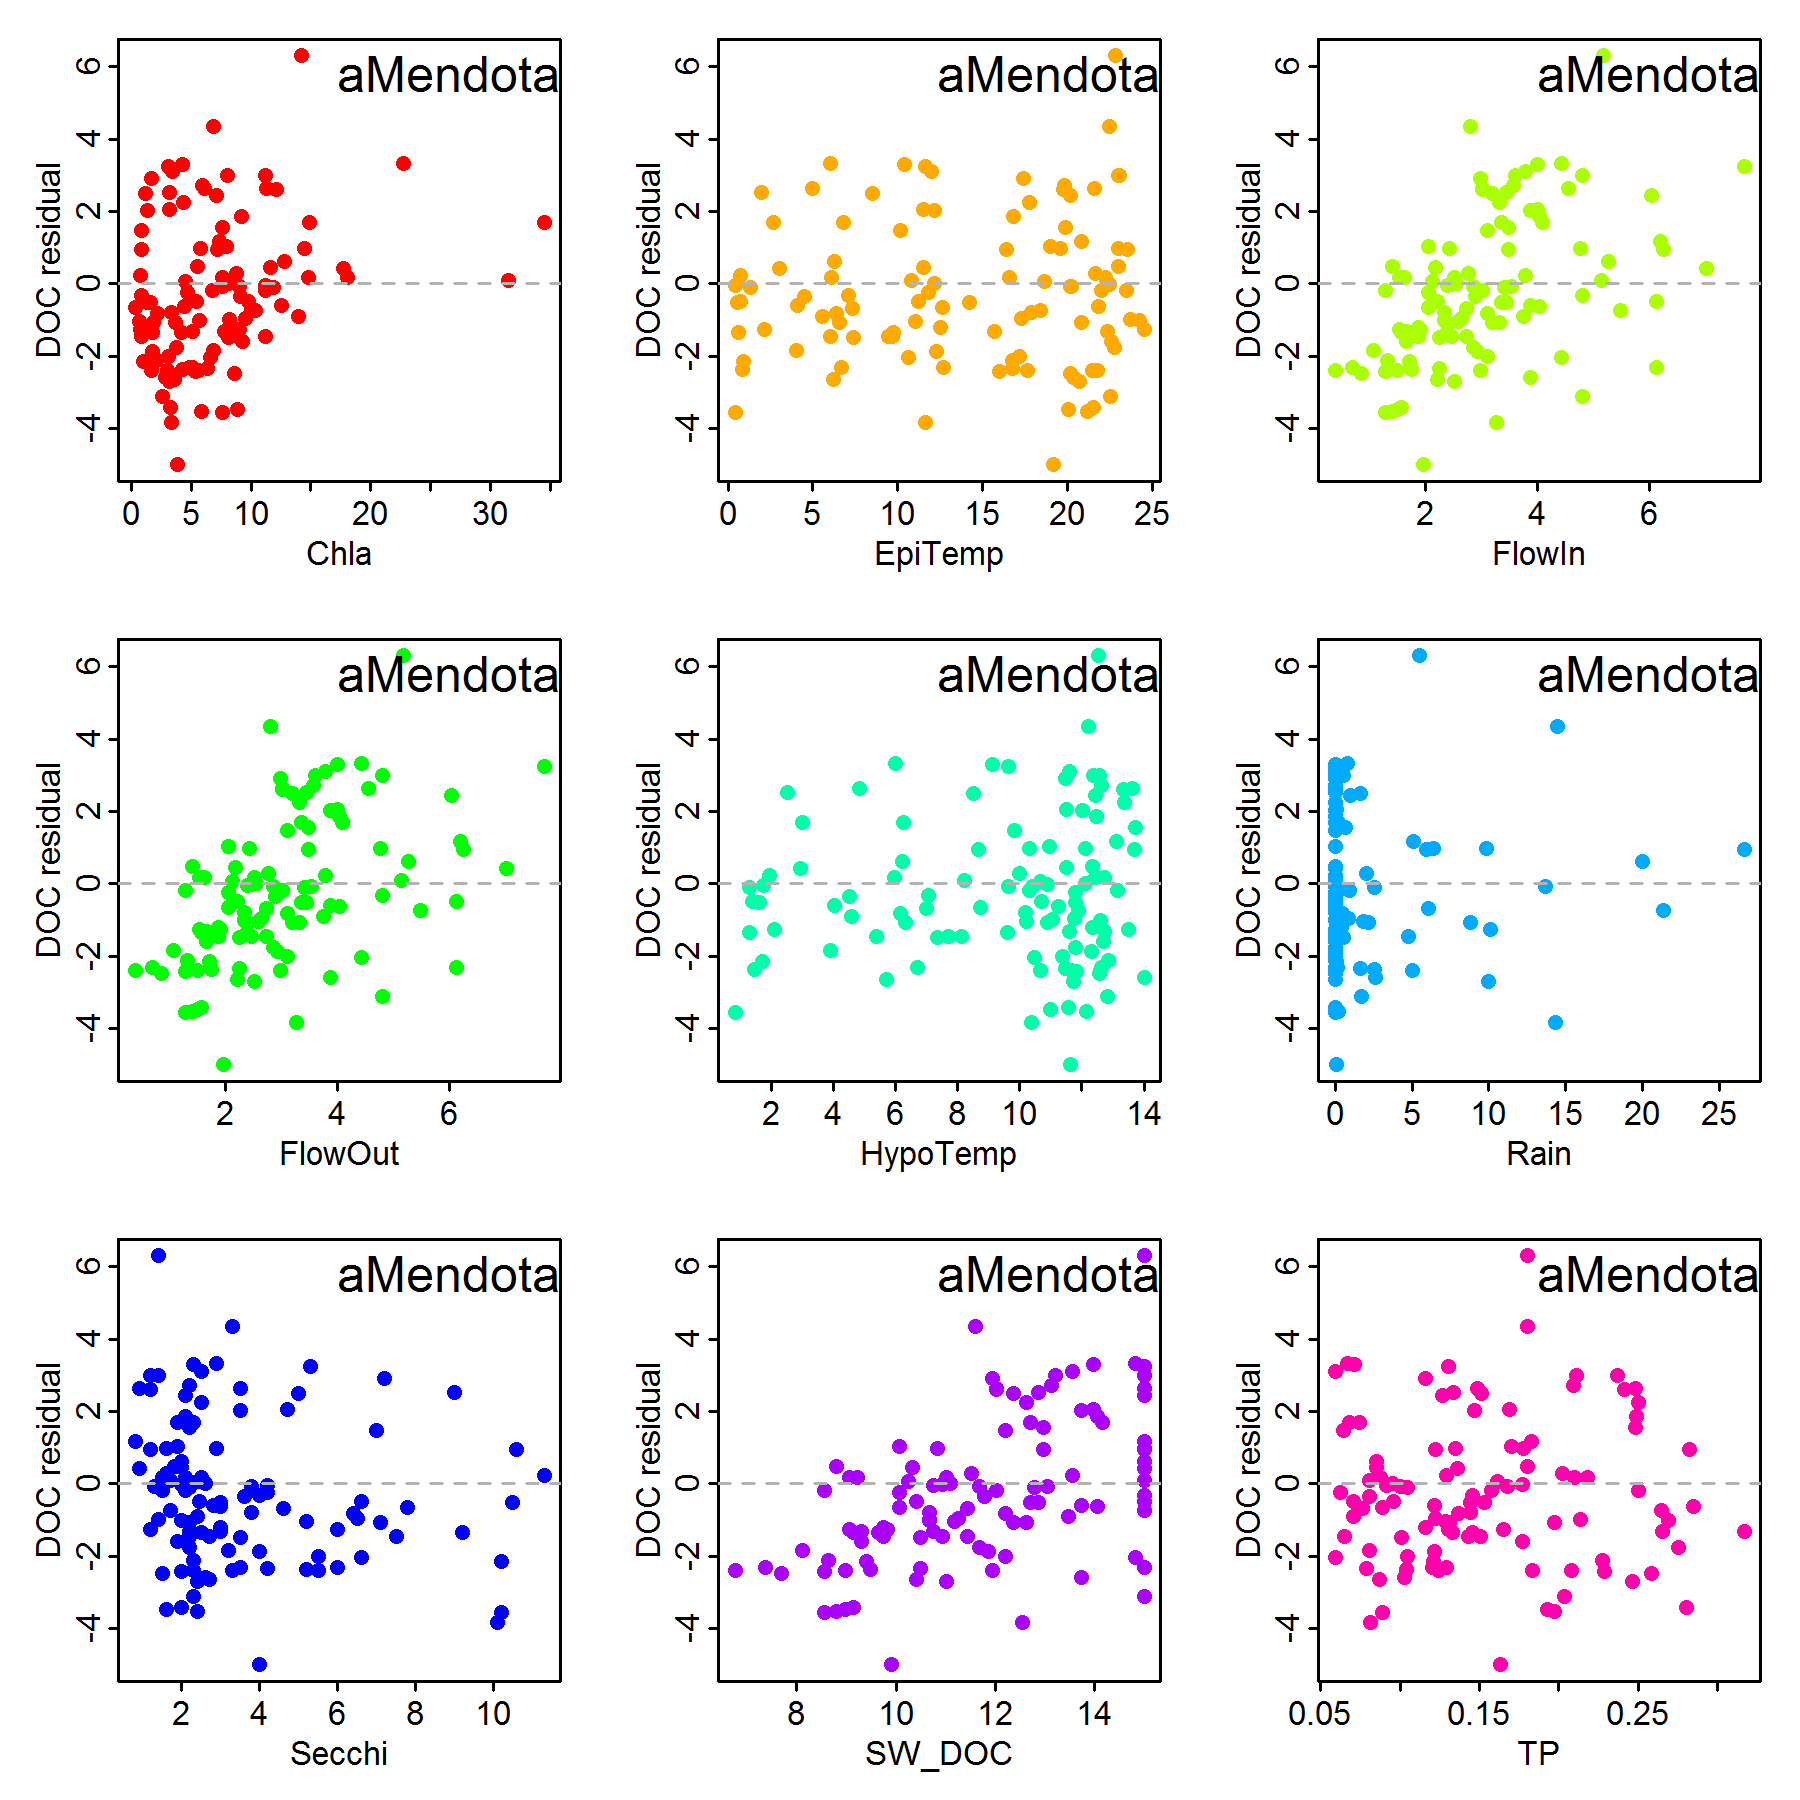 aMendota
DOC residual
6
4
2
0
-2
-4
0 5 10 20 30
Chla
aMendota
DOC residual
6
4
2
0
-2
-4
0 5 10 15 20 25
EpiTemp
aMendota
DOC residual
6
4
2
0
-2
-4
2 4 6
FlowIn
aMendota
DOC residual
6
4
2
0
-2
-4
2 4 6
FlowOut
aMendota
DOC residual
6
4
2
0
-2
-4
2 4 6 8 10 14
HypoTemp
aMendota
DOC residual
6
4
2
0
-2
-4
0 5 10 15 20 25
Rain
aMendota
DOC residual
6
4
2
0
-2
-4
2 4 6 8 10
Secchi
aMendota
DOC residual
6
4
2
0
-2
-4
8 10 12 14
SW_DOC
aMendota
DOC residual
6
4
2
0
-2
-4
0.05 0.15 0.25
TP